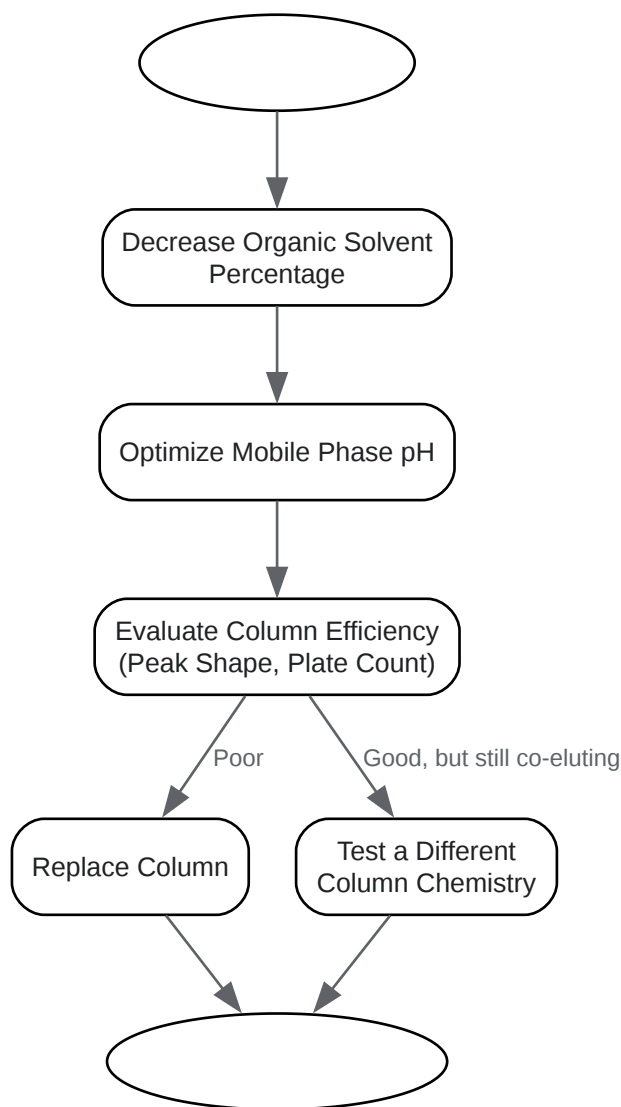 Decrease Organic Solvent
Percentage
Optimize Mobile Phase pH
Evaluate Column Efficiency
(Peak Shape, Plate Count)
Poor
Good, but still co-eluting
Replace Column
Test a Different
Column Chemistry